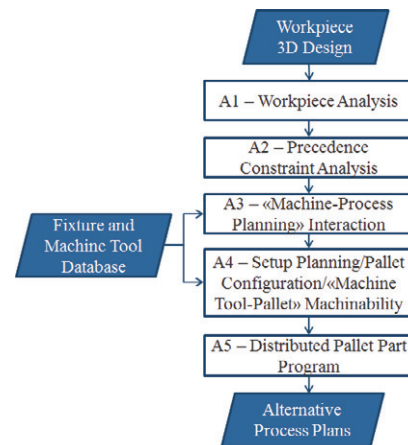 Workpiece
3D Design
A1 – Workpiece Analysis
A2 – Precedence
Constraint Analysis
A3 – «Machine-Process
Planning» Interaction
Fixture and
Machine Tool
Database
A4 – Setup Planning/Pallet
Configuration/«Machine
Tool-Pallet» Machinability
A5 – Distributed Pallet Part
Program
Alternative
Process Plans